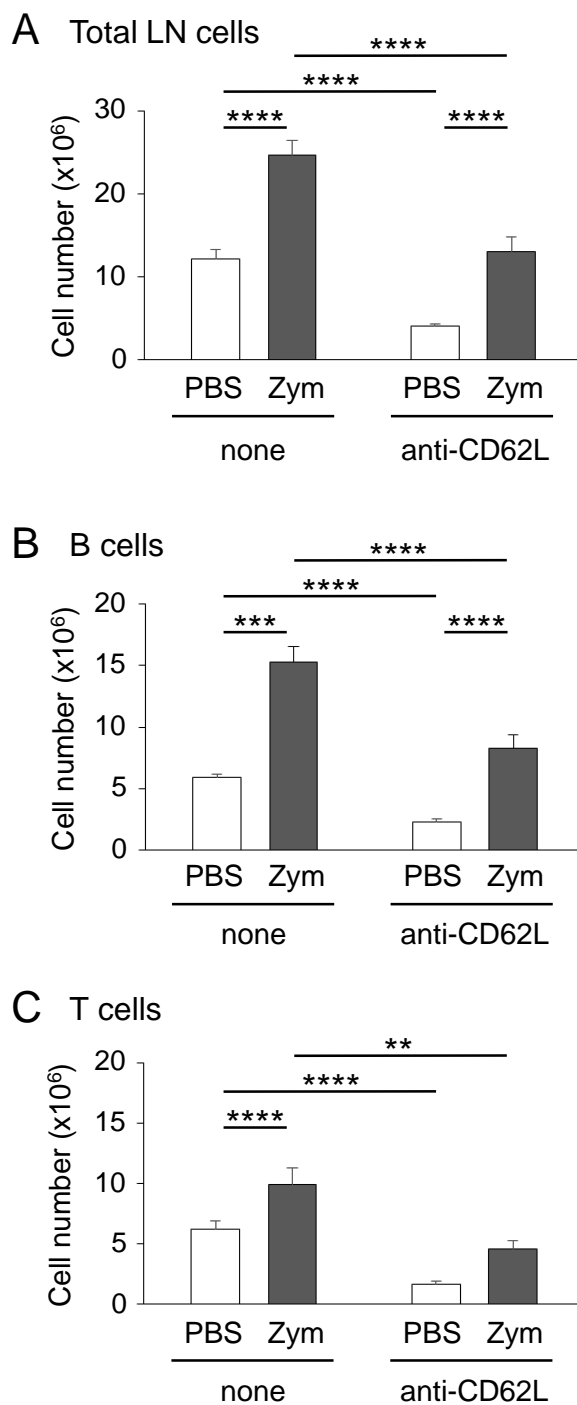 A Total LN cells
****
****
**** ****
Cell number (x10⁶)
30
20
10
0
PBS Zym PBS Zym
none anti-CD62L
B B cells
****
****
*** ****
Cell number (x10⁶)
20
15
10
5
0
PBS Zym PBS Zym
none anti-CD62L
C T cells
**
****
****
Cell number (x10⁶)
20
15
10
5
0
PBS Zym PBS Zym
none anti-CD62L